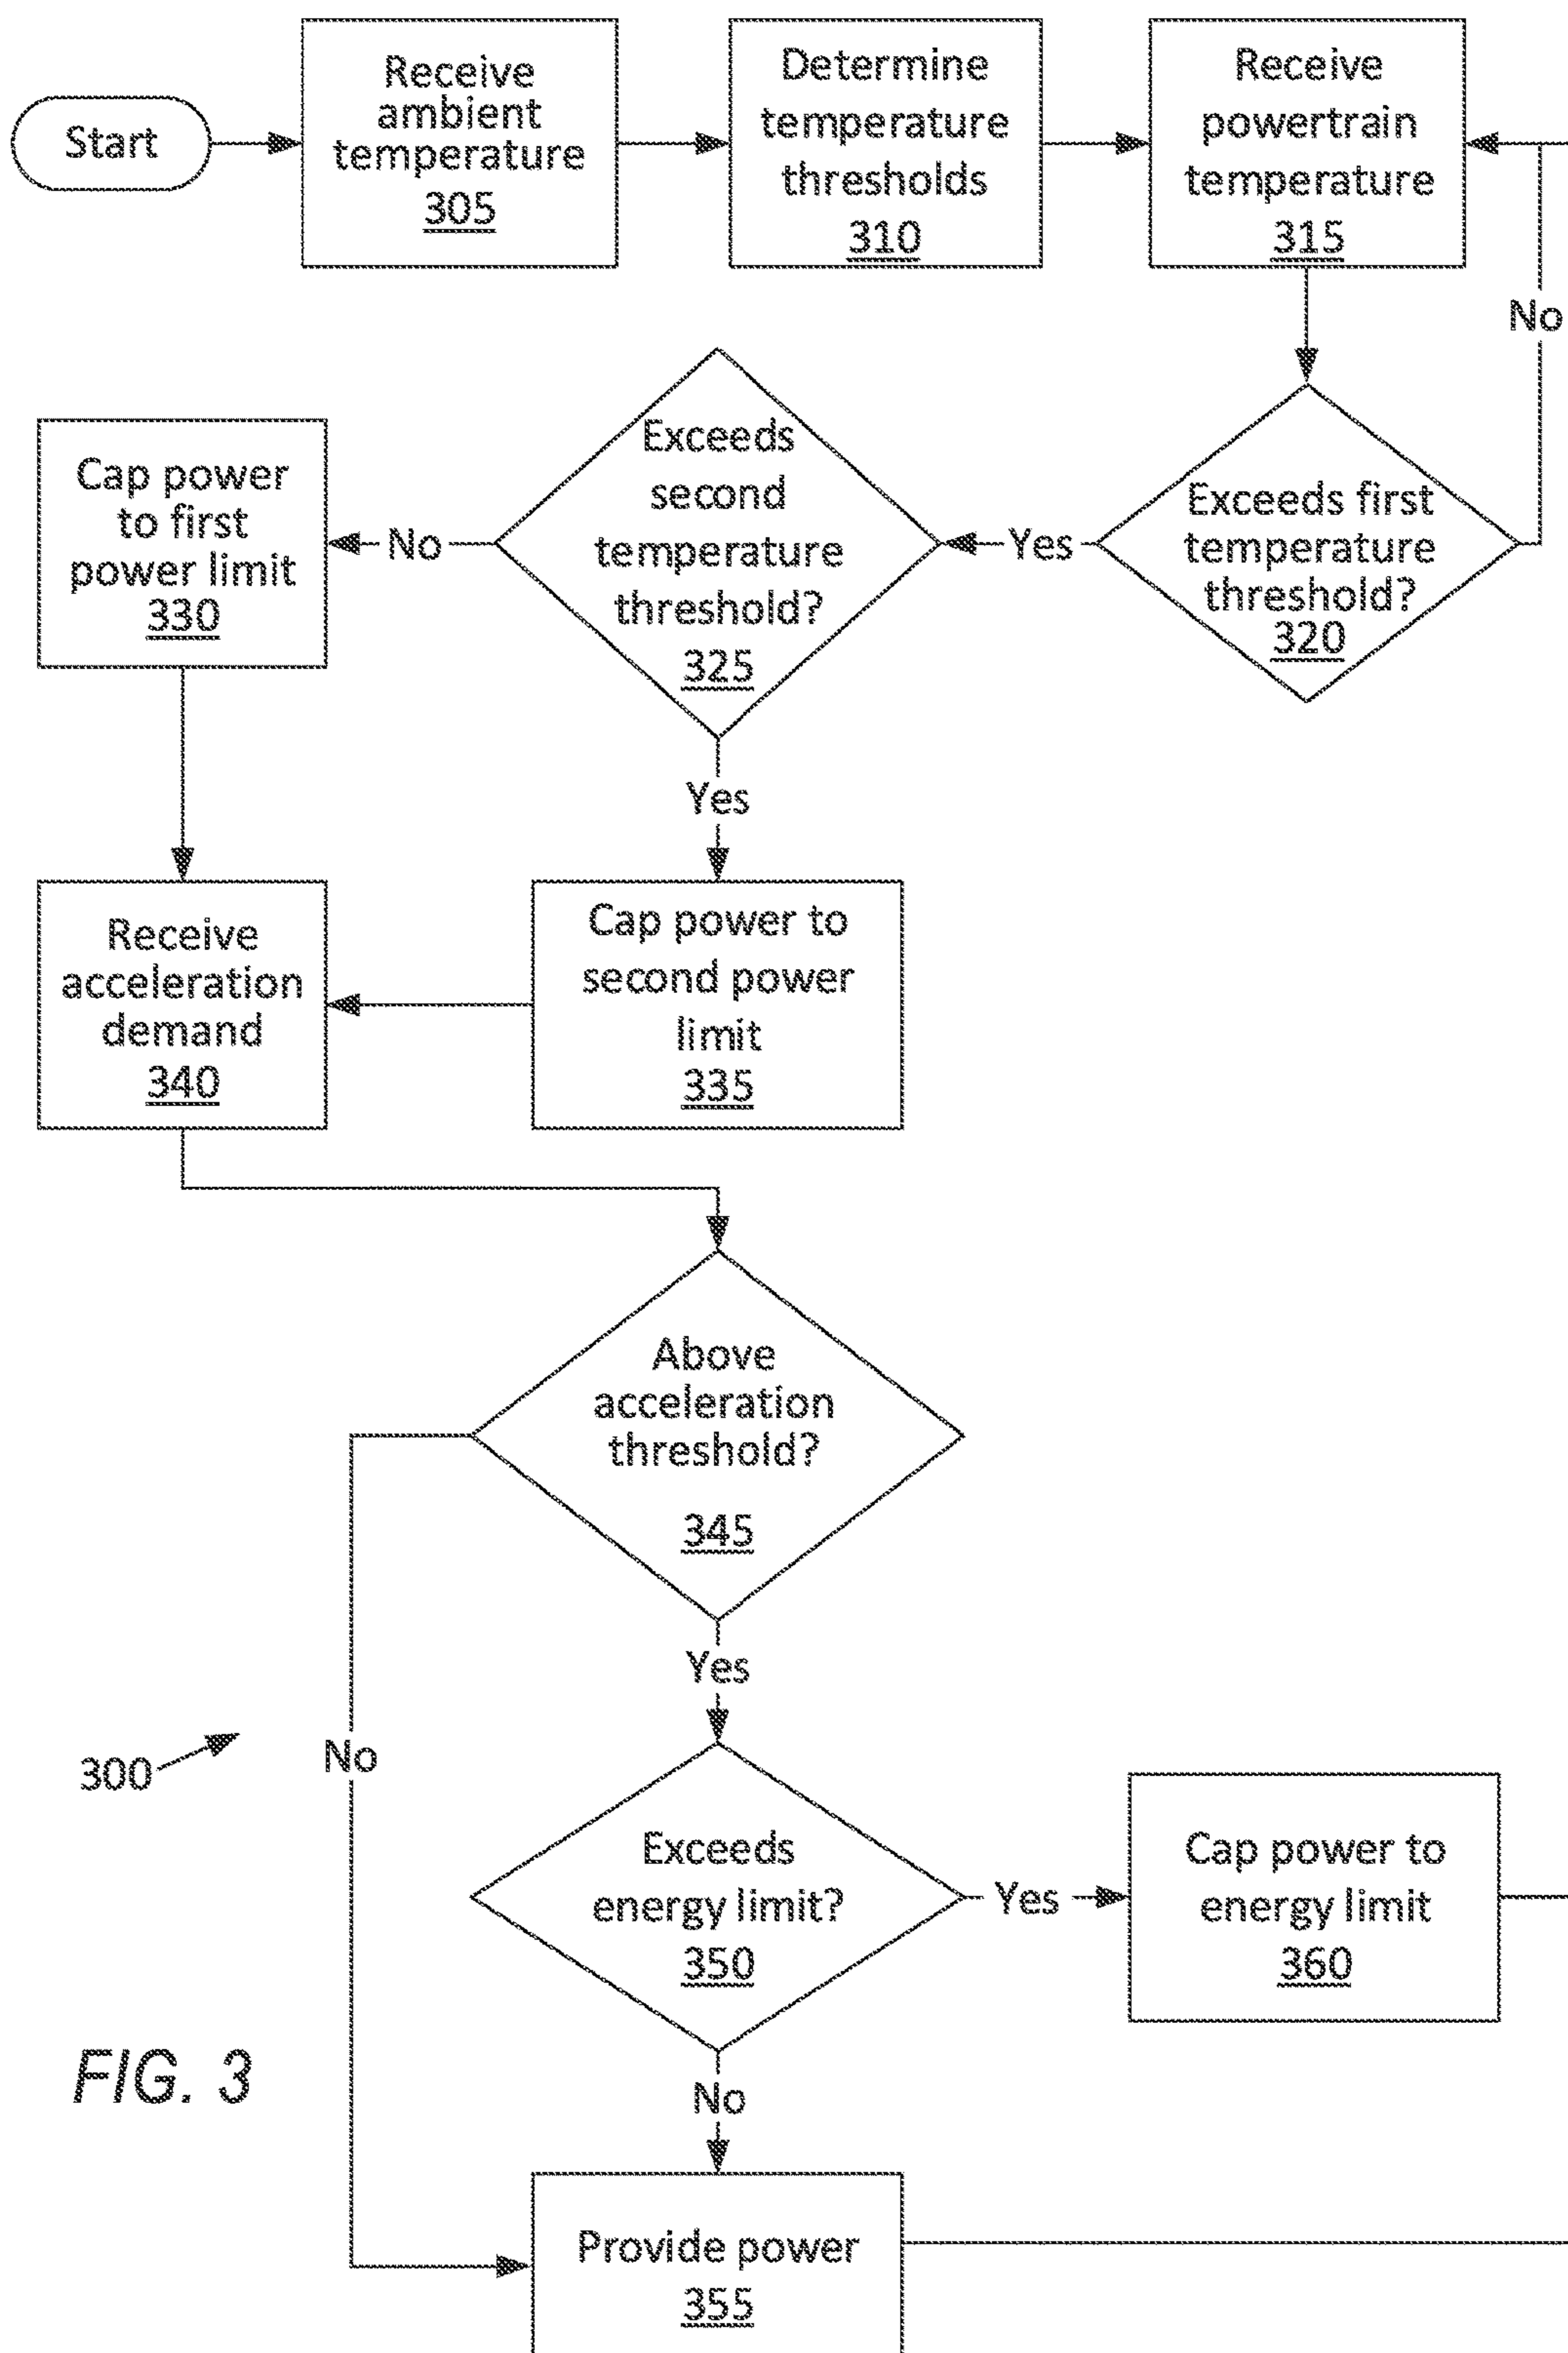 Start
Receive
ambient
temperature
305
Determine
temperature
thresholds
310
Receive
powertrain
temperature
315
No
Exceeds first
temperature
threshold?
320
Yes
Exceeds
second
temperature
threshold?
325
No
Cap power
to first
power limit
330
Yes
Cap power to
second power
limit
335
Receive
acceleration
demand
340
Above
acceleration
threshold?
345
Yes
No
300
Exceeds
energy limit?
350
Yes
Cap power to
energy limit
360
No
FIG. 3
Provide power
355